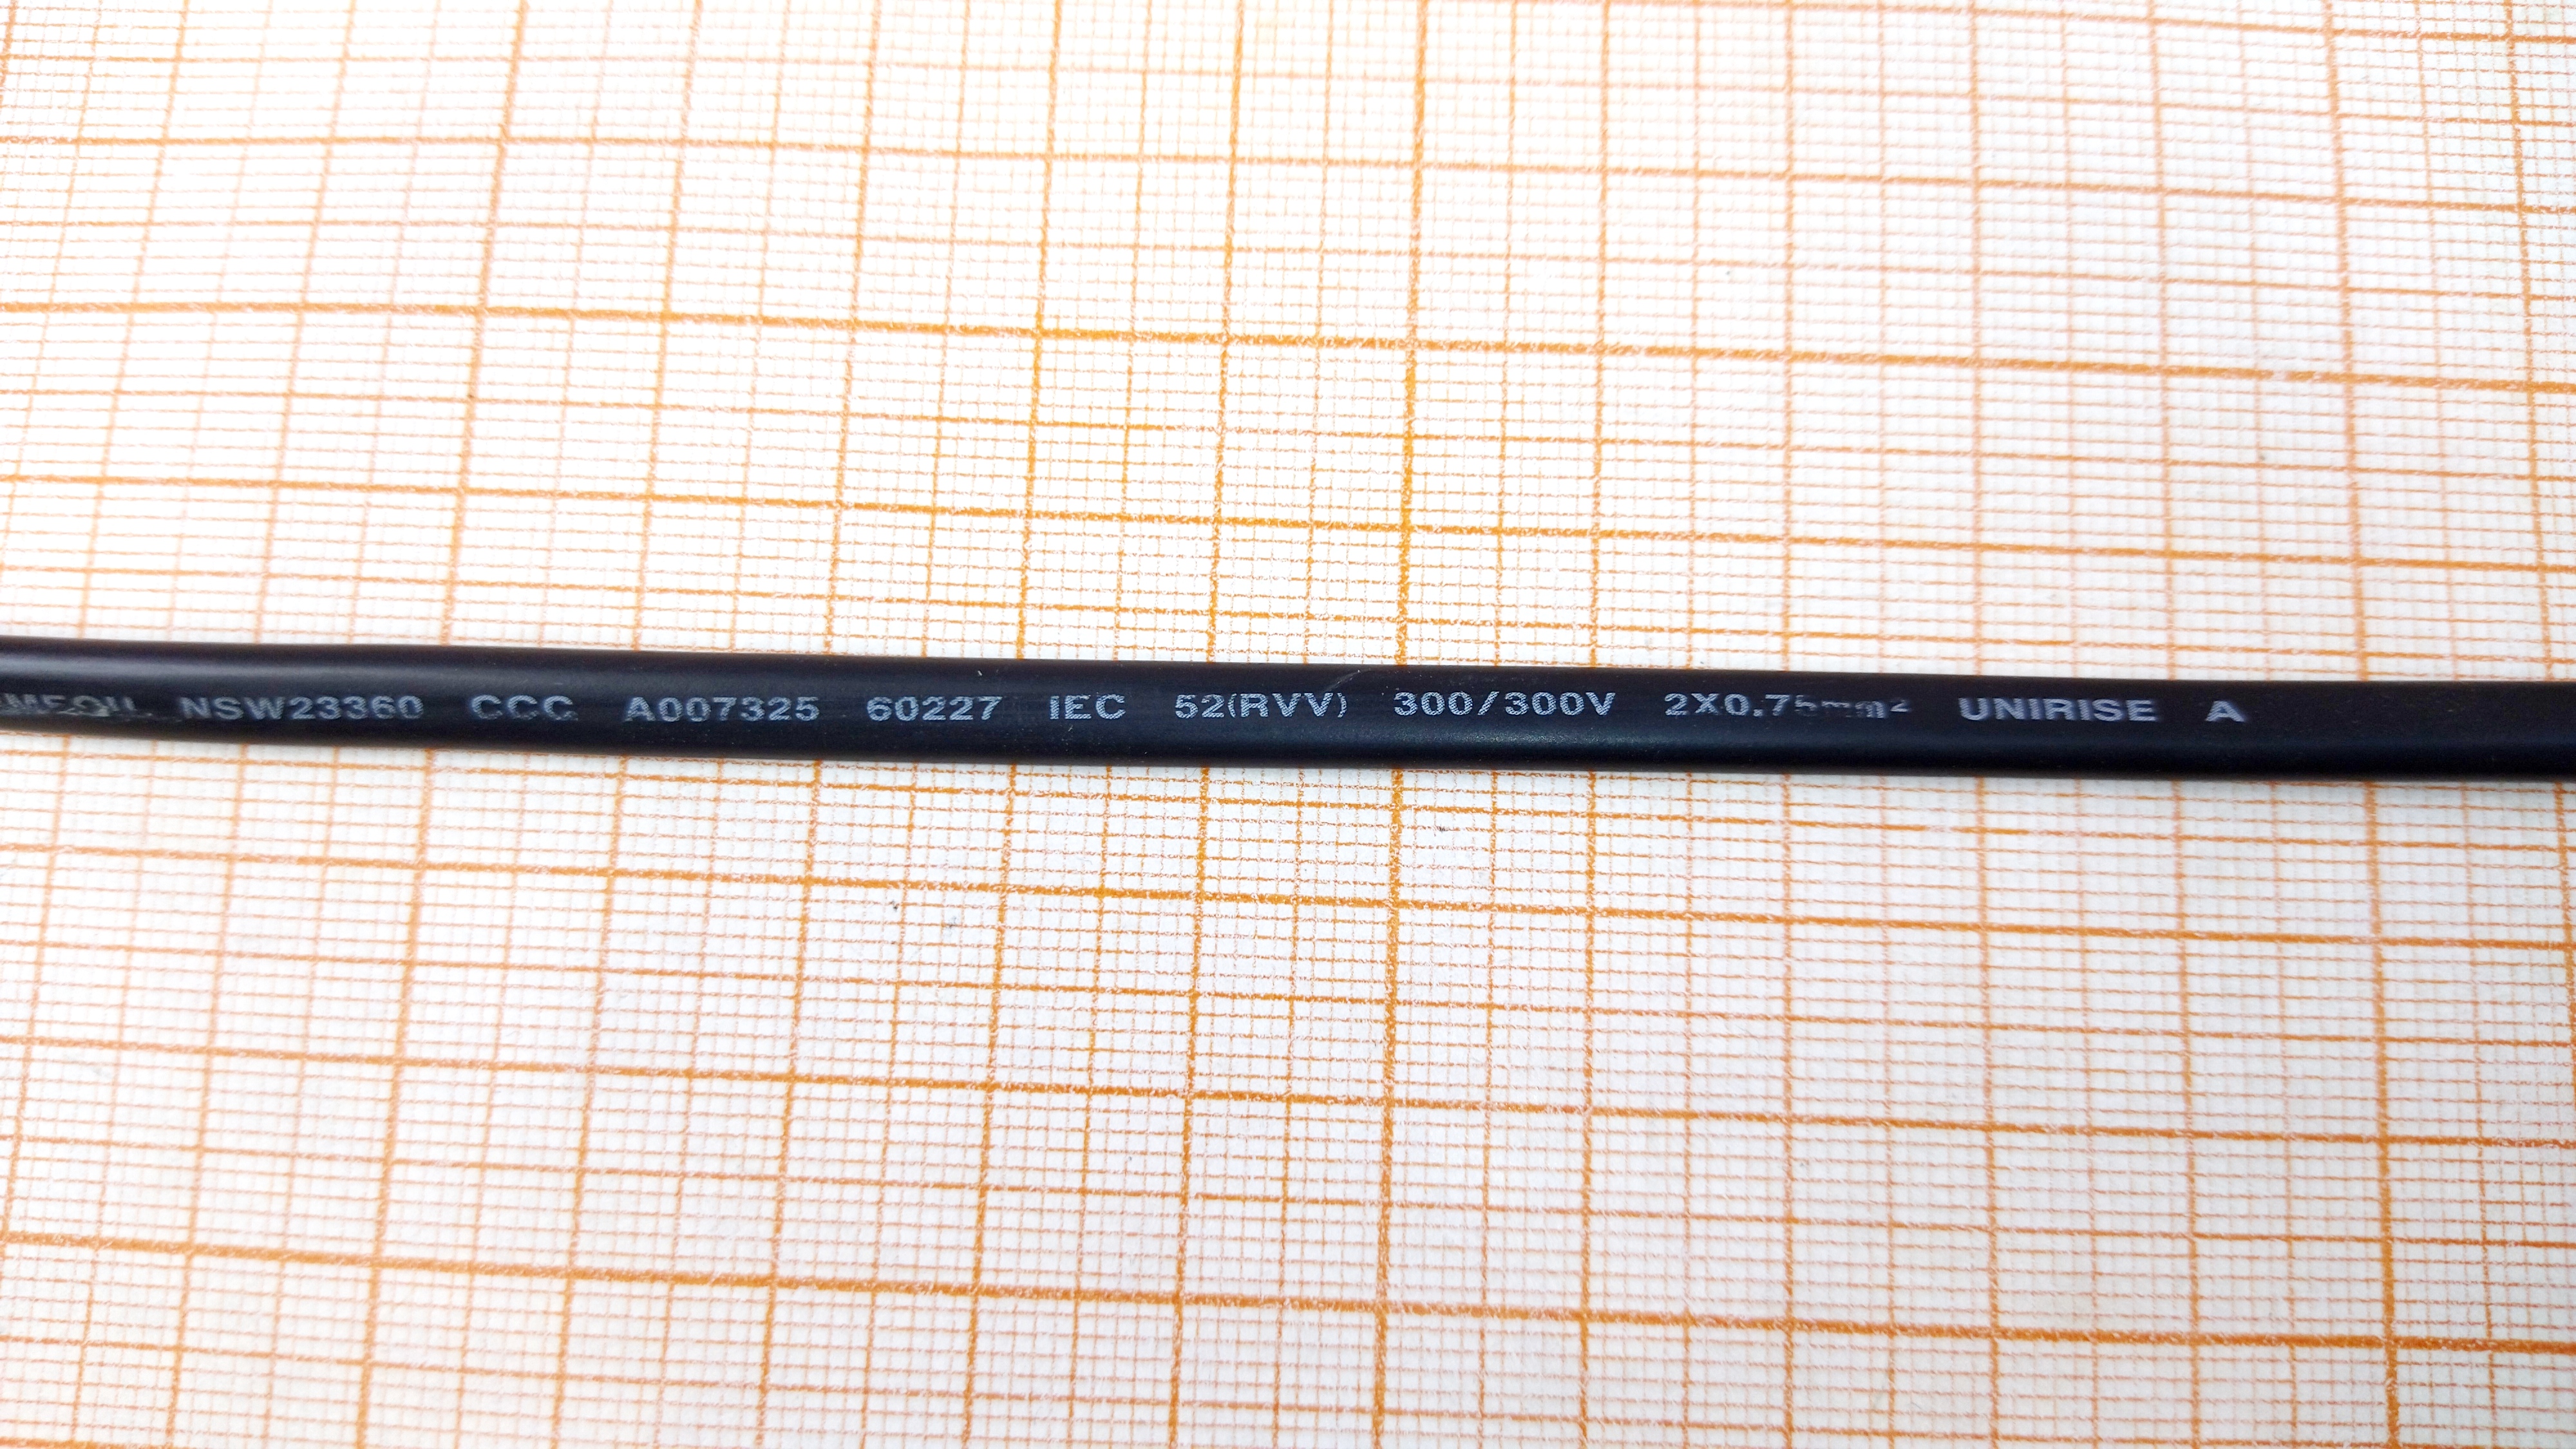 NSW23360 CCC A007325 60227 IEC 52(RVV) 300/300V 2X0,75mm² UNIRISE A